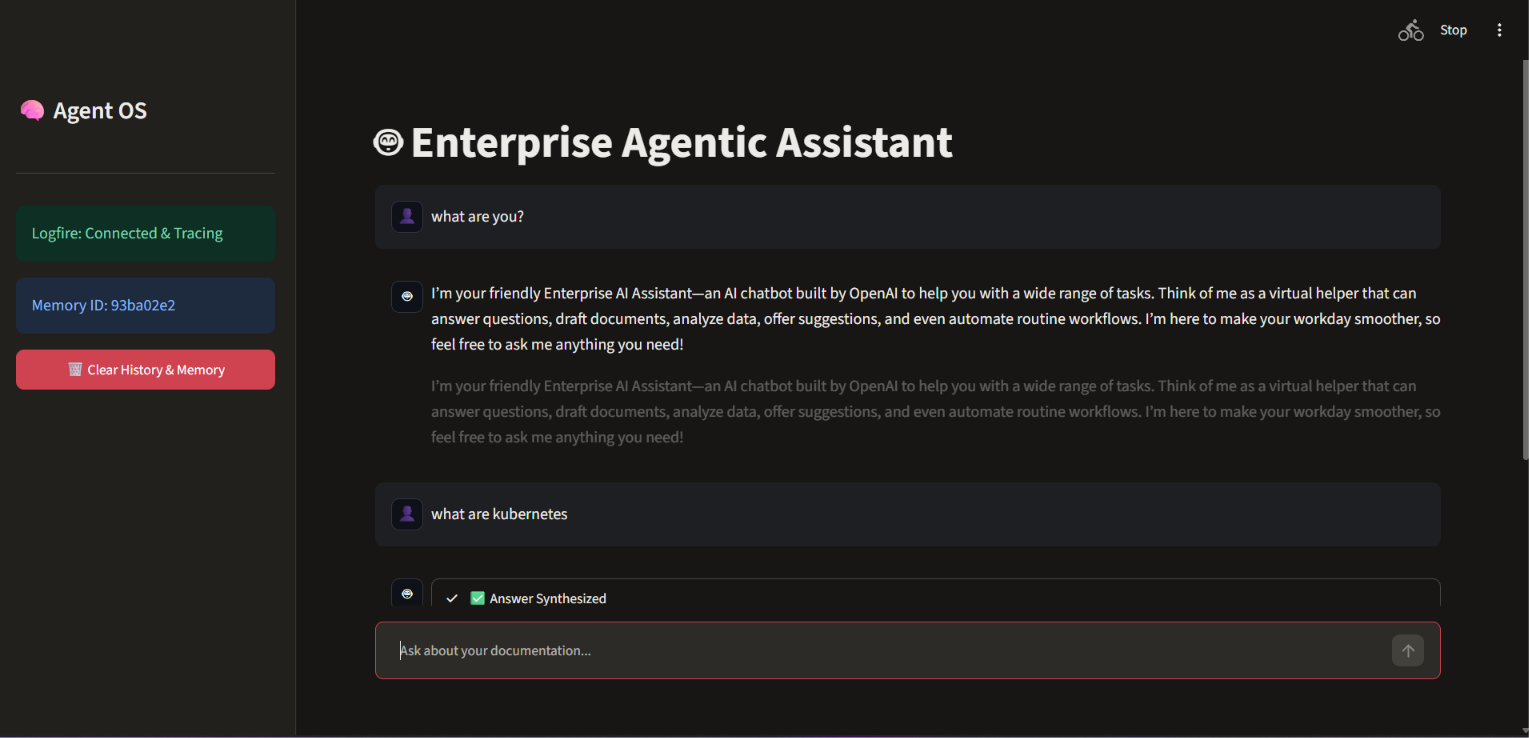 Stop
Agent OS
Enterprise Agentic Assistant
Logfire: Connected & Tracing
Memory ID: 93ba02e2
Clear History & Memory
what are you?
I’m your friendly Enterprise AI Assistant—an AI chatbot built by OpenAI to help you with a wide range of tasks. Think of me as a virtual helper that can
answer questions, draft documents, analyze data, offer suggestions, and even automate routine workflows. I’m here to make your workday smoother, so
feel free to ask me anything you need!
I’m your friendly Enterprise AI Assistant—an AI chatbot built by OpenAI to help you with a wide range of tasks. Think of me as a virtual helper that can
answer questions, draft documents, analyze data, offer suggestions, and even automate routine workflows. I’m here to make your workday smoother, so
feel free to ask me anything you need!
what are kubernetes
Answer Synthesized
Ask about your documentation...